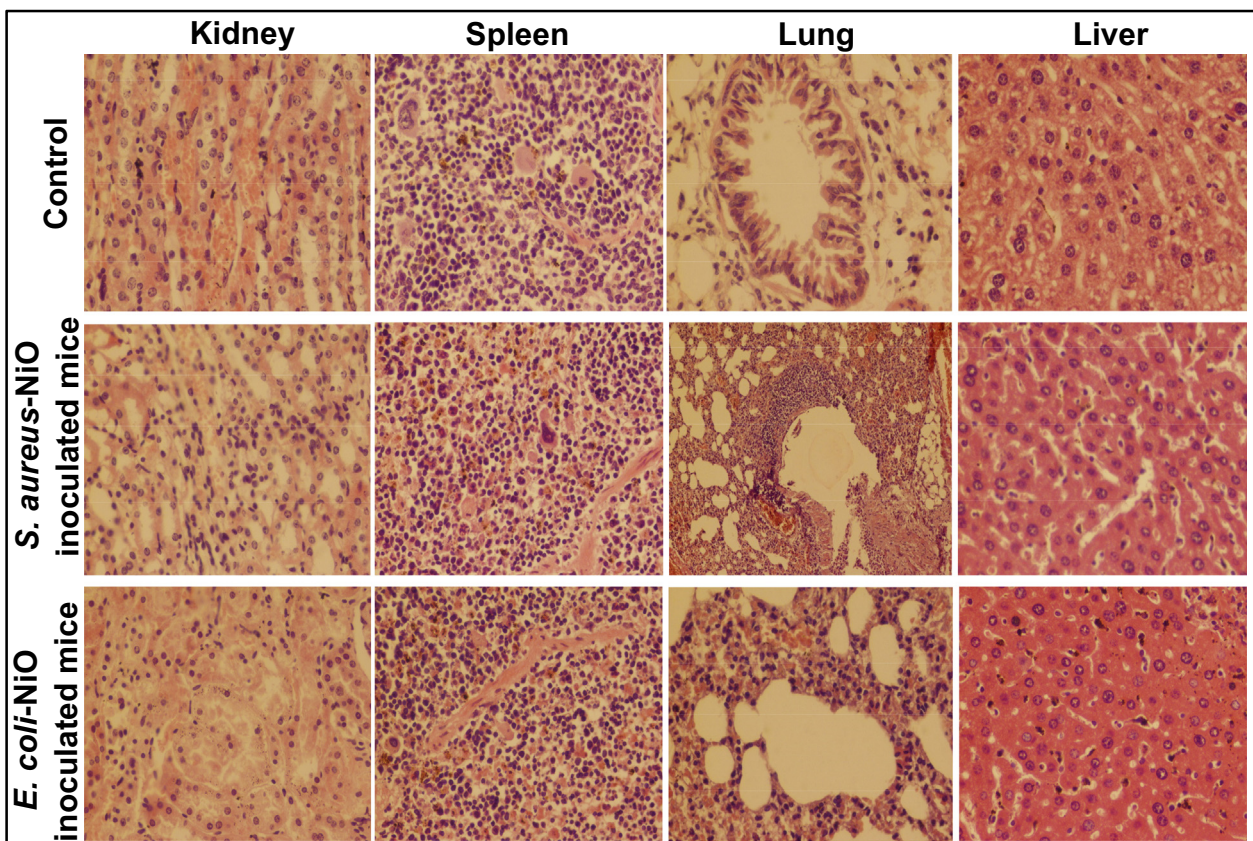 Kidney Spleen Lung Liver
Control
S. aureus-NiO
inoculated mice
E. coli-NiO
inoculated mice